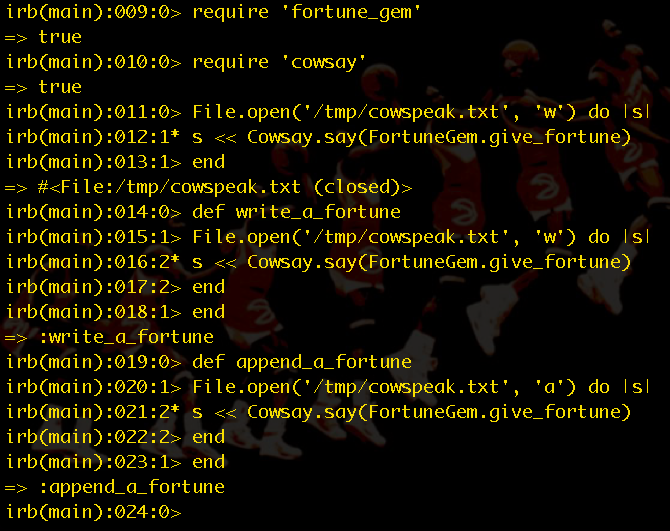 irb(main):009:0> require 'fortune_gem'
=> true
irb(main):010:0> require 'cowsay'
=> true
irb(main):011:0> File.open('/tmp/cowspeak.txt', 'w') do |s|
irb(main):012:1* s << Cowsay.say(FortuneGem.give_fortune)
irb(main):013:1> end
=> #<File:/tmp/cowspeak.txt (closed)>
irb(main):014:0> def write_a_fortune
irb(main):015:1> File.open('/tmp/cowspeak.txt', 'w') do |s|
irb(main):016:2* s << Cowsay.say(FortuneGem.give_fortune)
irb(main):017:2> end
irb(main):018:1> end
=> :write_a_fortune
irb(main):019:0> def append_a_fortune
irb(main):020:1> File.open('/tmp/cowspeak.txt', 'a') do |s|
irb(main):021:2* s << Cowsay.say(FortuneGem.give_fortune)
irb(main):022:2> end
irb(main):023:1> end
=> :append_a_fortune
irb(main):024:0>